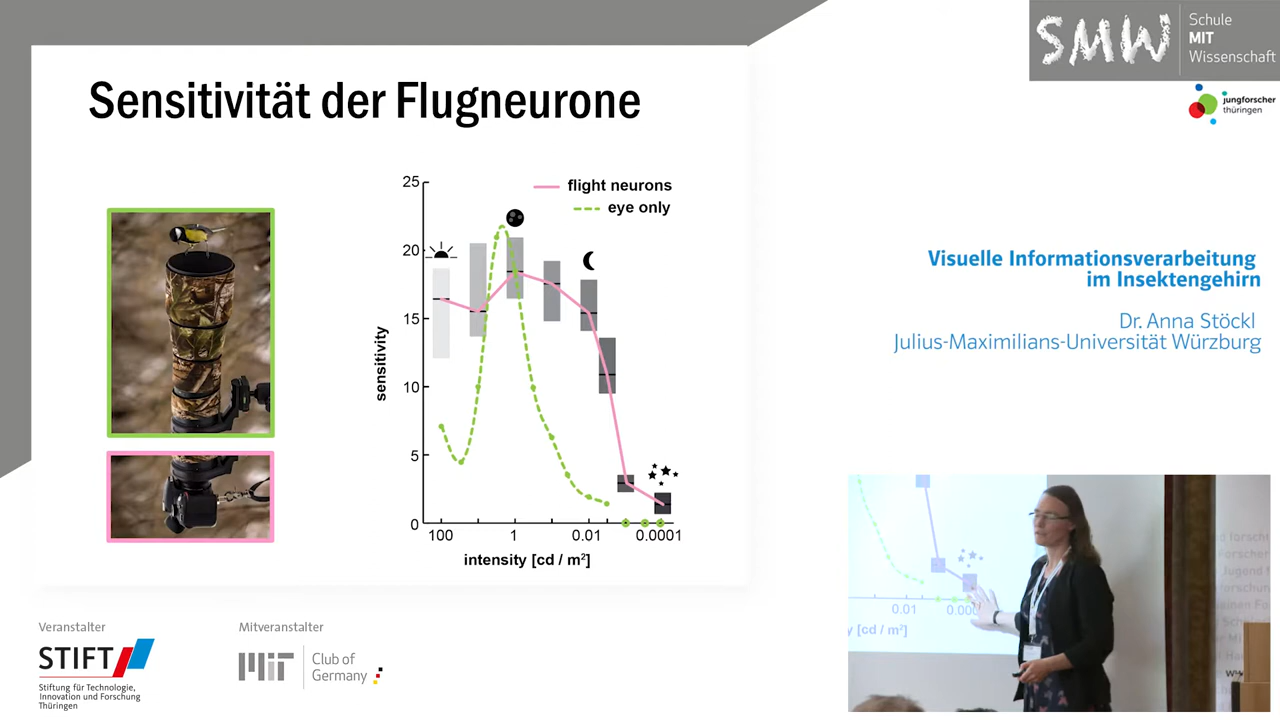 Sensitivität der Flugneurone
25
20
15
10
5
0
sensitivity
flight neurons
eye only
100
1
0.01
0.0001
intensity [cd / m²]
SMW
Schule
MIT
Wissenschaft
jungforscher
thüringen
Visuelle Informationsverarbeitung
im Insektengehirn
Dr. Anna Stöckl
Julius-Maximilians-Universität Würzburg
0.01
y [cd / m²]
Veranstalter
STIFT
Stiftung für Technologie,
Innovation und Forschung
Thüringen
Mitveranstalter
MIT
Club of
Germany